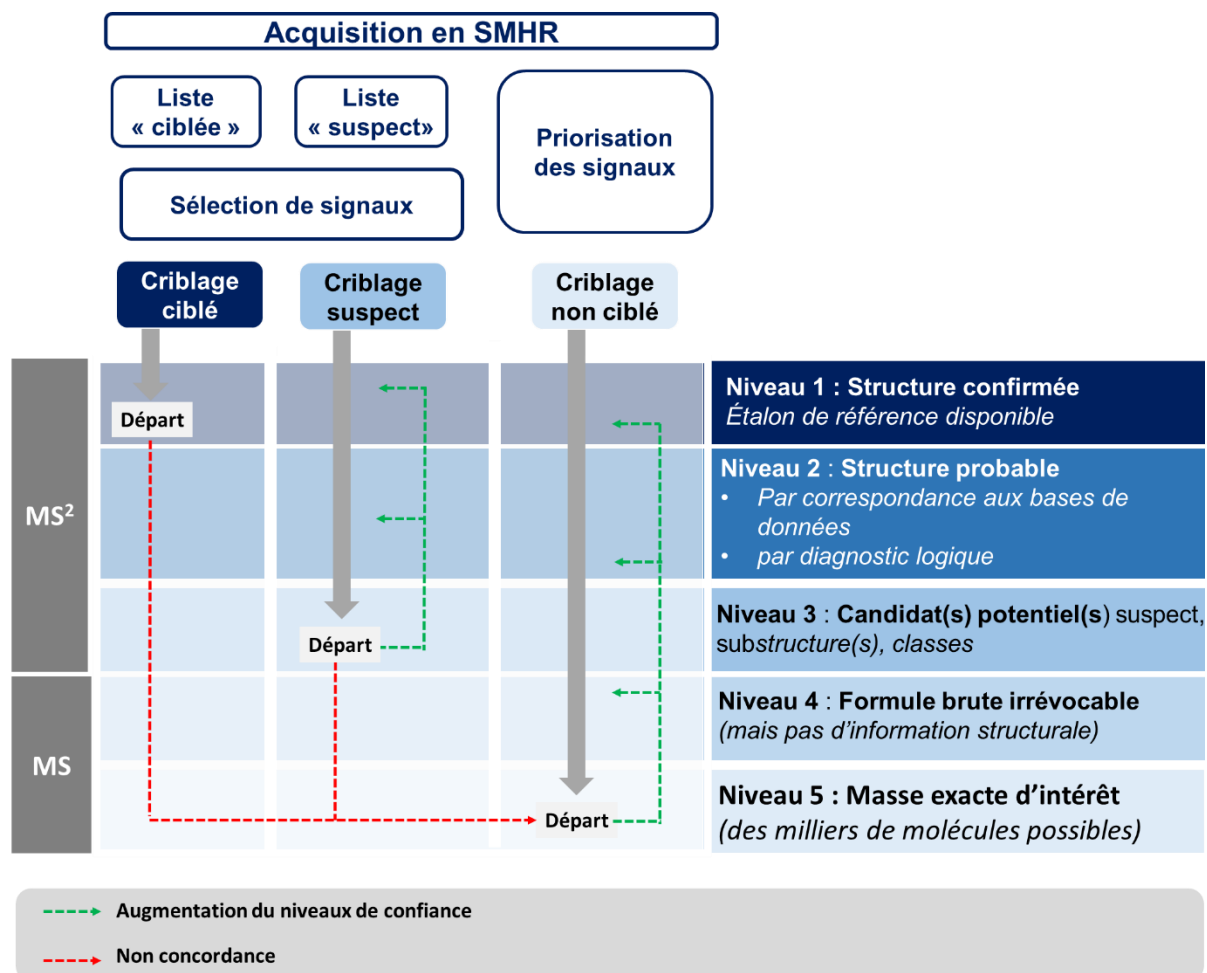 Acquisition en SMHR
Liste
« ciblée »
Liste
« suspect»
Priorisation
des signaux
Sélection de signaux
Criblage
ciblé
Criblage
suspect
Criblage
non ciblé
MS²
Départ
Niveau 1 : Structure confirmée
Étalon de référence disponible
Niveau 2 : Structure probable
• Par correspondance aux bases de
données
• par diagnostic logique
Départ
Niveau 3 : Candidat(s) potentiel(s) suspect,
substructure(s), classes
MS
Niveau 4 : Formule brute irrévocable
(mais pas d’information structurale)
Départ
Niveau 5 : Masse exacte d’intérêt
(des milliers de molécules possibles)
Augmentation du niveaux de confiance
Non concordance